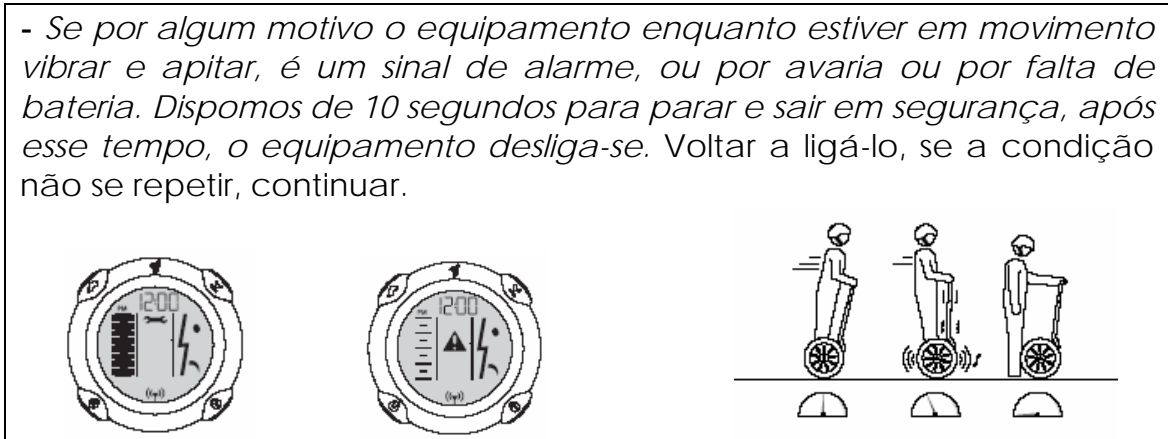 - Se por algum motivo o equipamento enquanto estiver em movimento
vibrar e apitar, é um sinal de alarme, ou por avaria ou por falta de
bateria. Dispomos de 10 segundos para parar e sair em segurança, após
esse tempo, o equipamento desliga-se. Voltar a ligá-lo, se a condição
não se repetir, continuar.
PM 12:00
PM 12:00